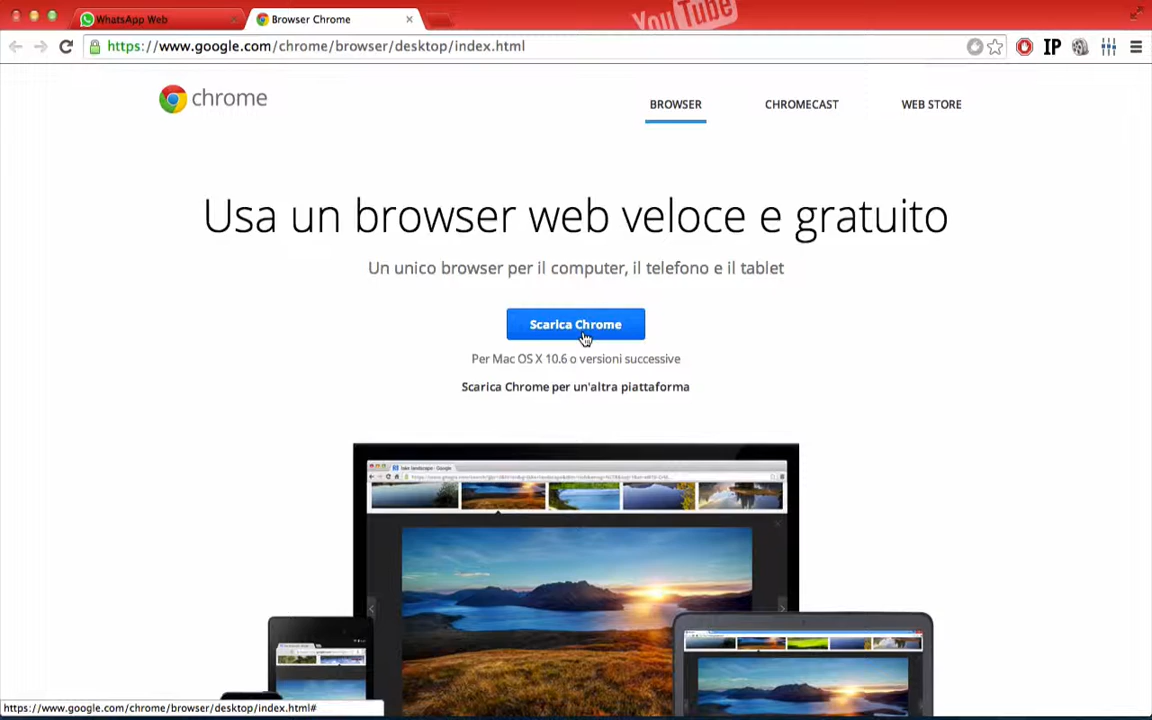 WhatsApp Web
Browser Chrome
YouTube
https://www.google.com/chrome/browser/desktop/index.html
IP
chrome
BROWSER
CHROMECAST
WEB STORE
Usa un browser web veloce e gratuito
Un unico browser per il computer, il telefono e il tablet
Scarica Chrome
Per Mac OS X 10.6 o versioni successive
Scarica Chrome per un'altra piattaforma
https://www.google.com/chrome/browser/desktop/index.html#